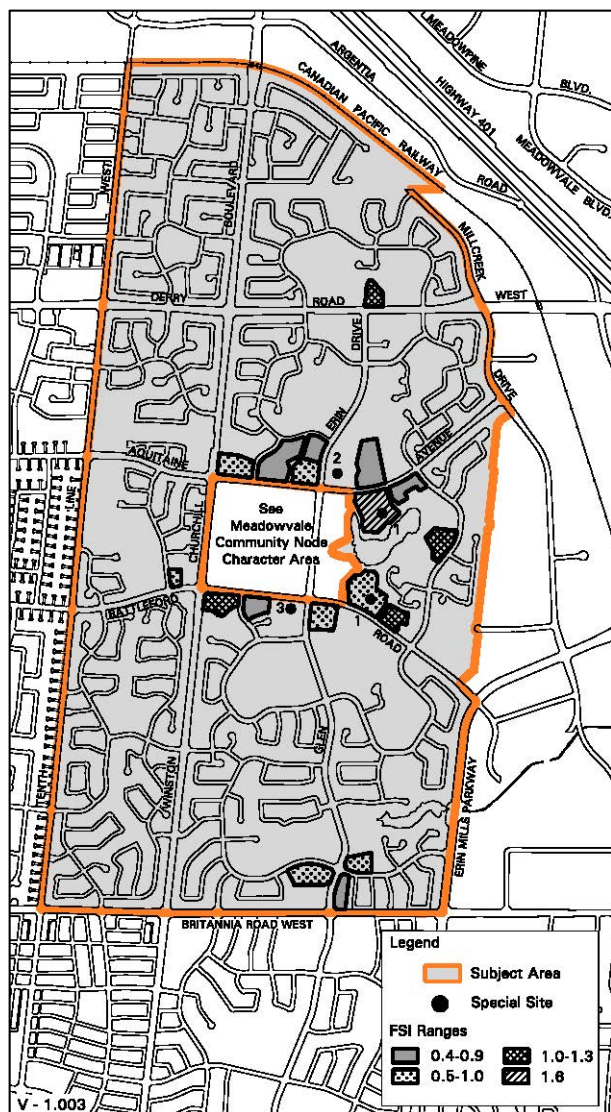 MEADOWPINE
BLVD.
ARGENTIA
HIGHWAY 401
CANADIAN PACIFIC RAILWAY
ROAD
MEADOWVALE BLVD.
WEST
BOULEVARD
MILLCREEK
DERRY
ROAD
WEST
DRIVE
DRIVE
ERIN
AVENUE
AQUITAINE
2
LINE
CHURCHILL
See
Meadowvale
Community Node
Character Area
BATTLEFORD
3
1
ROAD
GLEN
WINSTON
TENTH
ERIN MILLS PARKWAY
BRITANNIA ROAD WEST
Legend
Subject Area
Special Site
FSI Ranges
0.4-0.9
1.0-1.3
0.5-1.0
1.6
V - 1.003